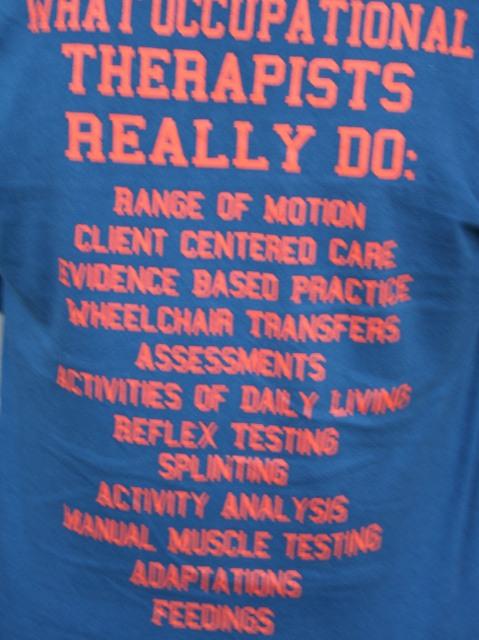 WHAT OCCUPATIONAL
THERAPISTS
REALLY DO:
RANGE OF MOTION
CLIENT CENTERED CARE
EVIDENCE BASED PRACTICE
WHEELCHAIR TRANSFERS
ASSESSMENTS
ACTIVITIES OF DAILY LIVING
REFLEX TESTING
SPLINTING
ACTIVITY ANALYSIS
MANUAL MUSCLE TESTING
ADAPTATIONS
FEEDINGS